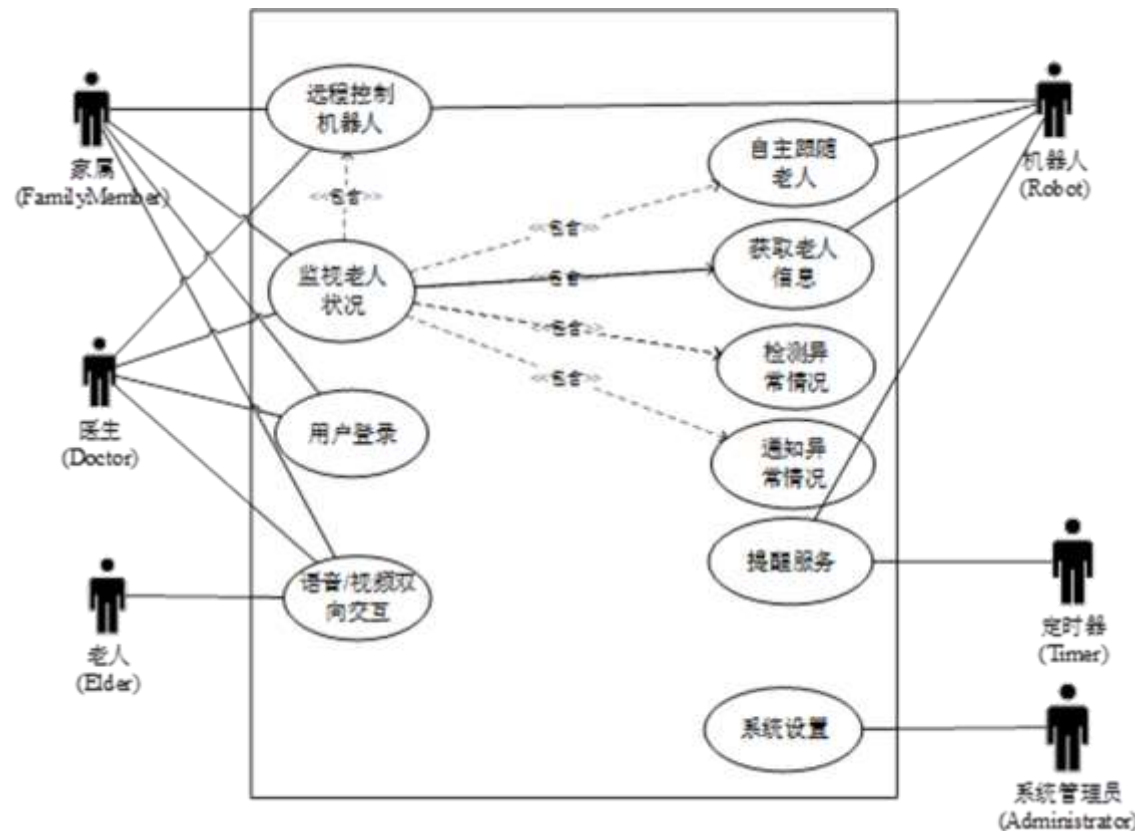 远程控制
机器人
家属
(FamilyMember)
自主跟随
老人
机器人
(Robot)
<<包含>>
<<包含>>
监视老人
状况
<<包含>>
获取老人
信息
<<包含>>
<<包含>>
检测异
常情况
医生
(Doctor)
用户登录
通知异
常情况
语音/视频双
向交互
提醒服务
老人
(Elder)
定时器
(Timer)
系统设置
系统管理员
(Administrator)